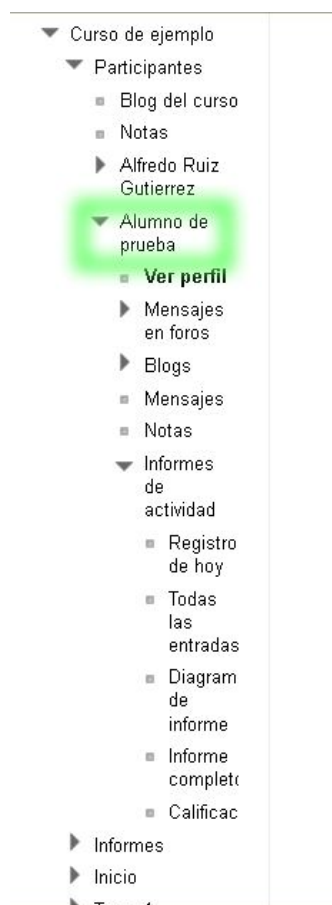 Curso de ejemplo
Participantes
Blog del curso
Notas
Alfredo Ruiz
Gutierrez
Alumno de
prueba
Ver perfil
Mensajes
en foros
Blogs
Mensajes
Notas
Informes
de
actividad
Registro
de hoy
Todas
las
entradas
Diagram
de
informe
Informe
complet
Calificac
Informes
Inicio